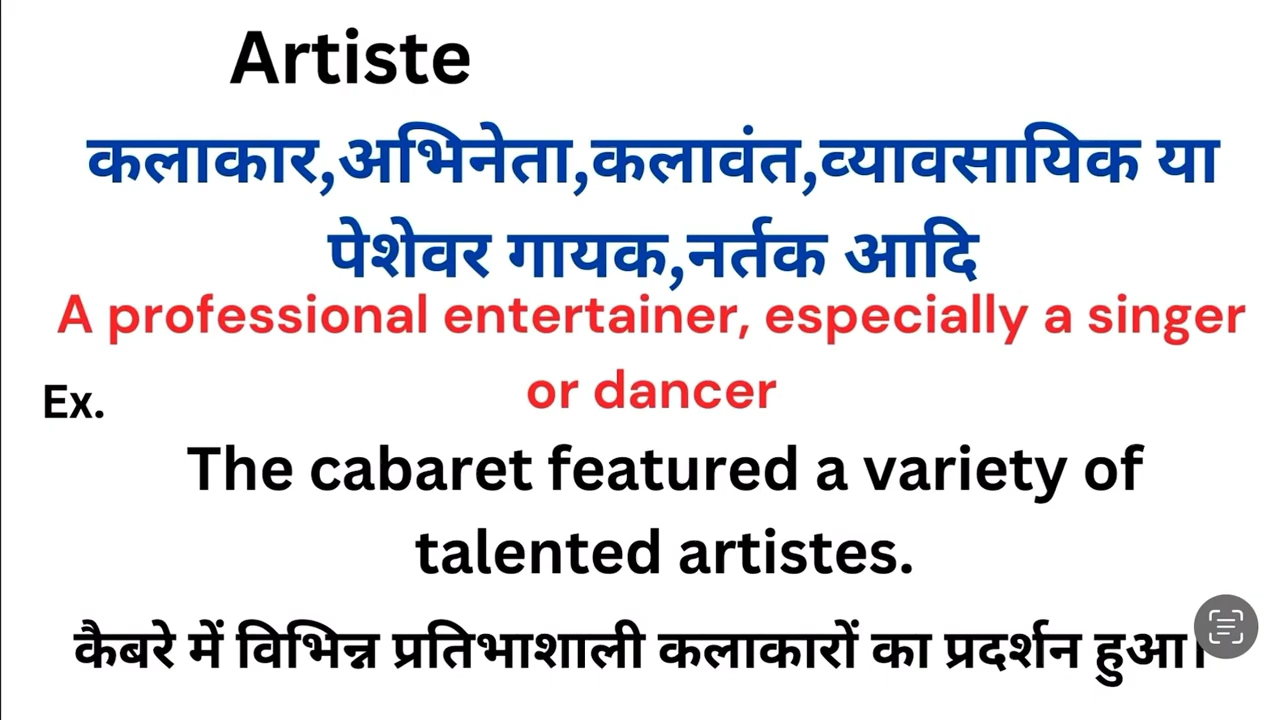 Artiste
कलाकार,अभिनेता,कलावंत,व्यावसायिक या
पेशेवर गायक,नर्तक आदि
A professional entertainer, especially a singer
or dancer
Ex.
The cabaret featured a variety of
talented artistes.
कैबरे में विभिन्न प्रतिभाशाली कलाकारों का प्रदर्शन हुआ।